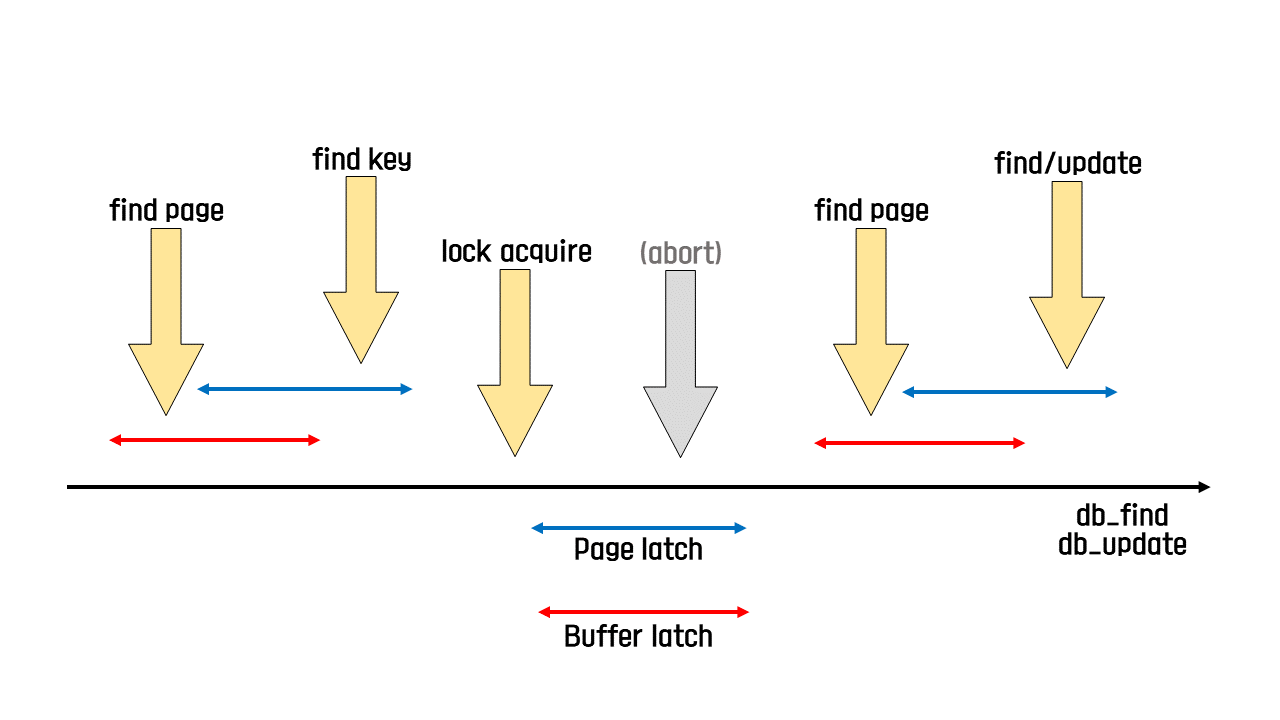 find page
find key
lock acquire
(abort)
find page
find/update
db_find
db_update
Page latch
Buffer latch